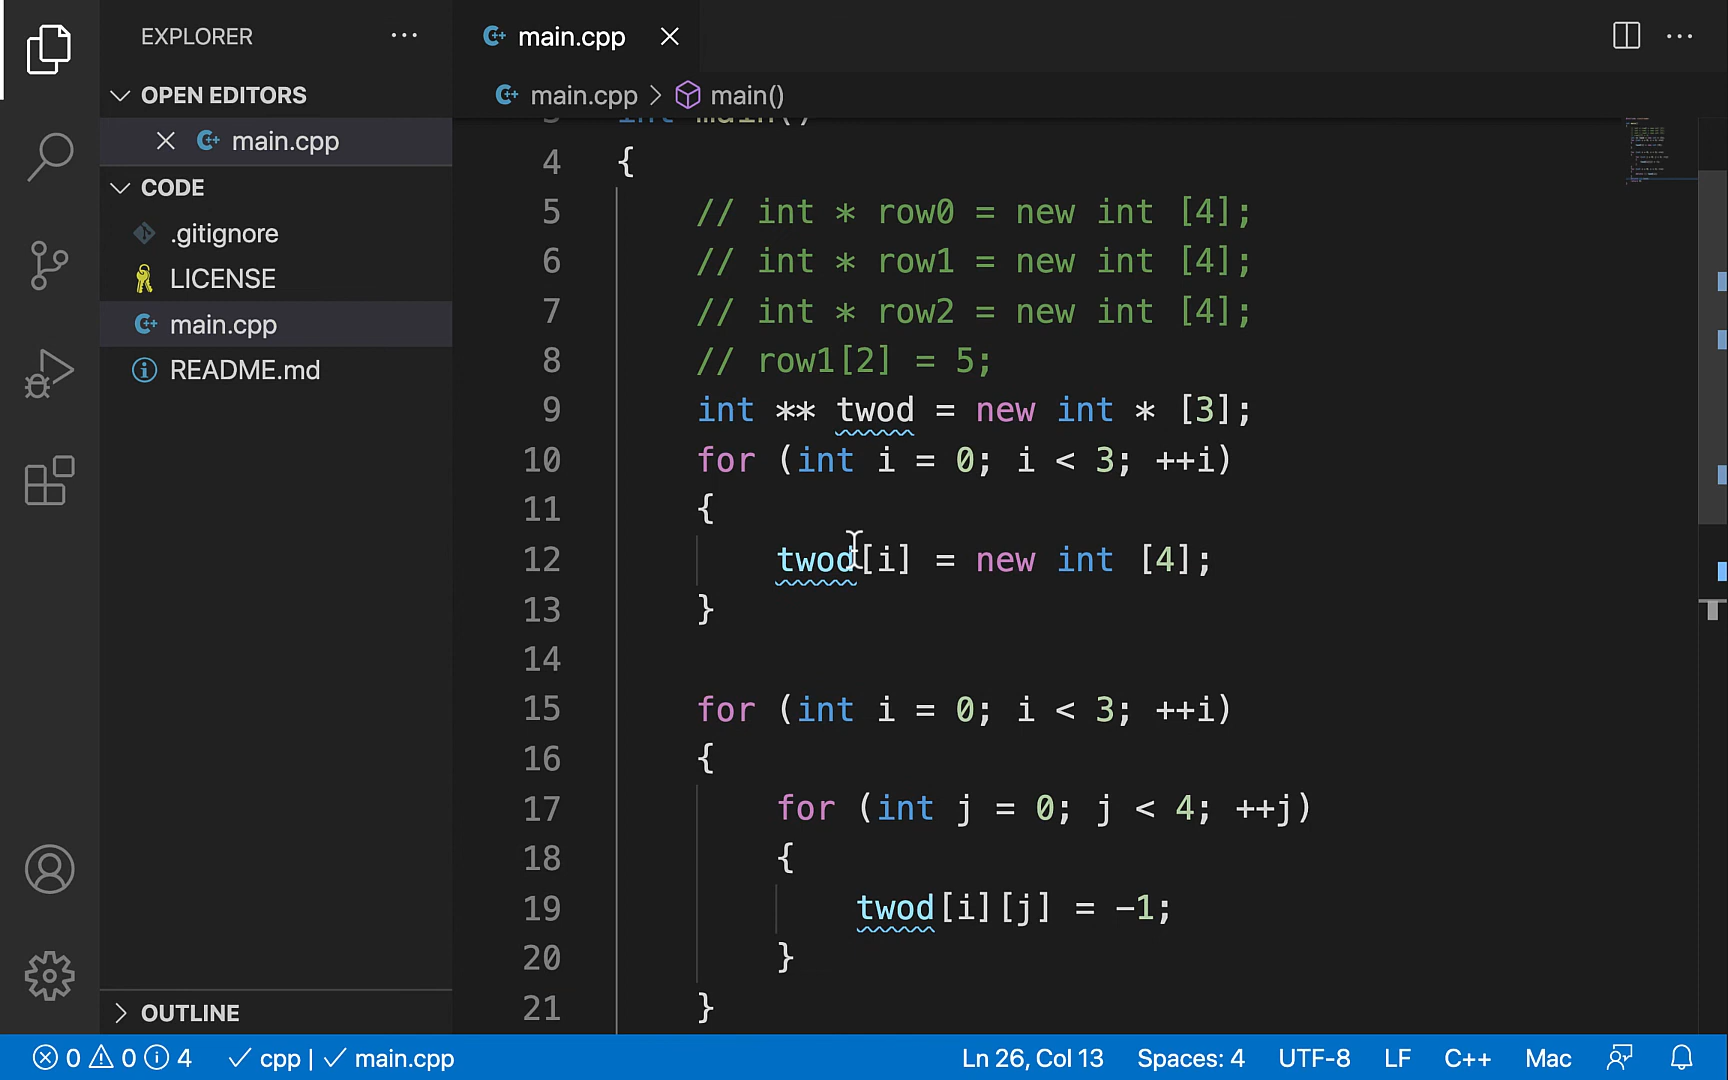 EXPLORER
OPEN EDITORS
main.cpp
CODE
.gitignore
LICENSE
main.cpp
README.md
OUTLINE
main.cpp
main.cpp > main()
3 int main()
4 {
5 // int * row0 = new int [4];
6 // int * row1 = new int [4];
7 // int * row2 = new int [4];
8 // row1[2] = 5;
9 int ** twod = new int * [3];
10 for (int i = 0; i < 3; ++i)
11 {
12 twod[i] = new int [4];
13 }
14
15 for (int i = 0; i < 3; ++i)
16 {
17 for (int j = 0; j < 4; ++j)
18 {
19 twod[i][j] = -1;
20 }
21 }
0 0 4 cpp | main.cpp Ln 26, Col 13 Spaces: 4 UTF-8 LF C++ Mac